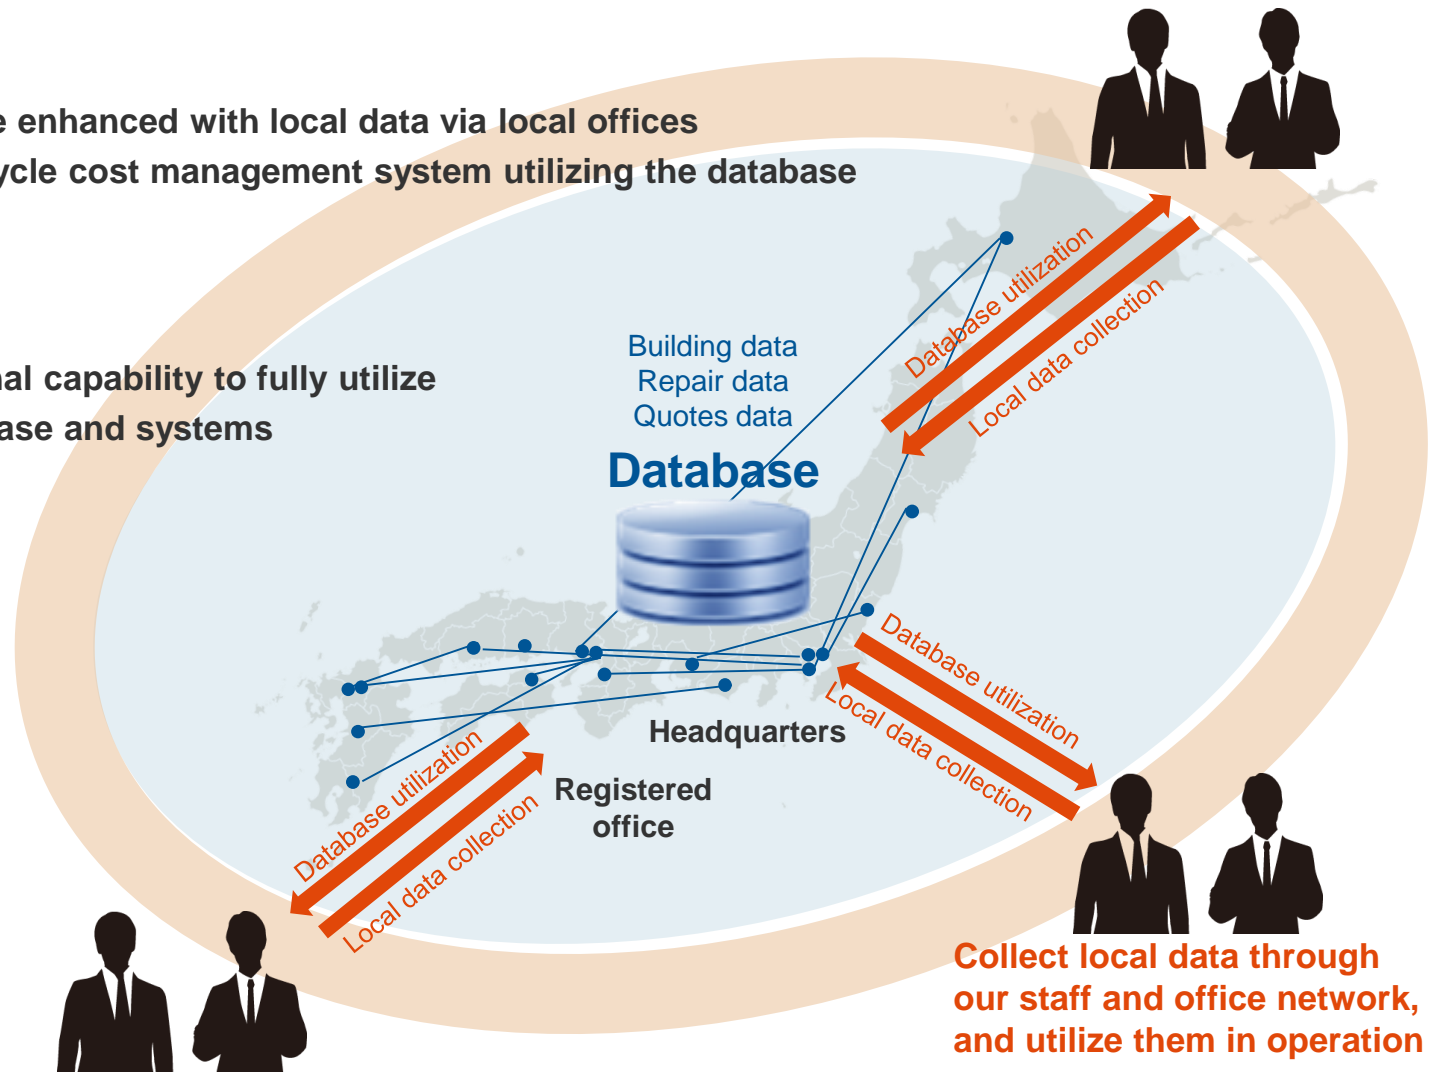 enhanced with local data via local offices
cycle cost management system utilizing the database
Database utilization
Local data collection
Building data
Repair data
Quotes data
capability to fully utilize
and systems
Database
Database utilization
Local data collection
Headquarters
Registered
office
Database utilization
Local data collection
Collect local data through
our staff and office network,
and utilize them in operation